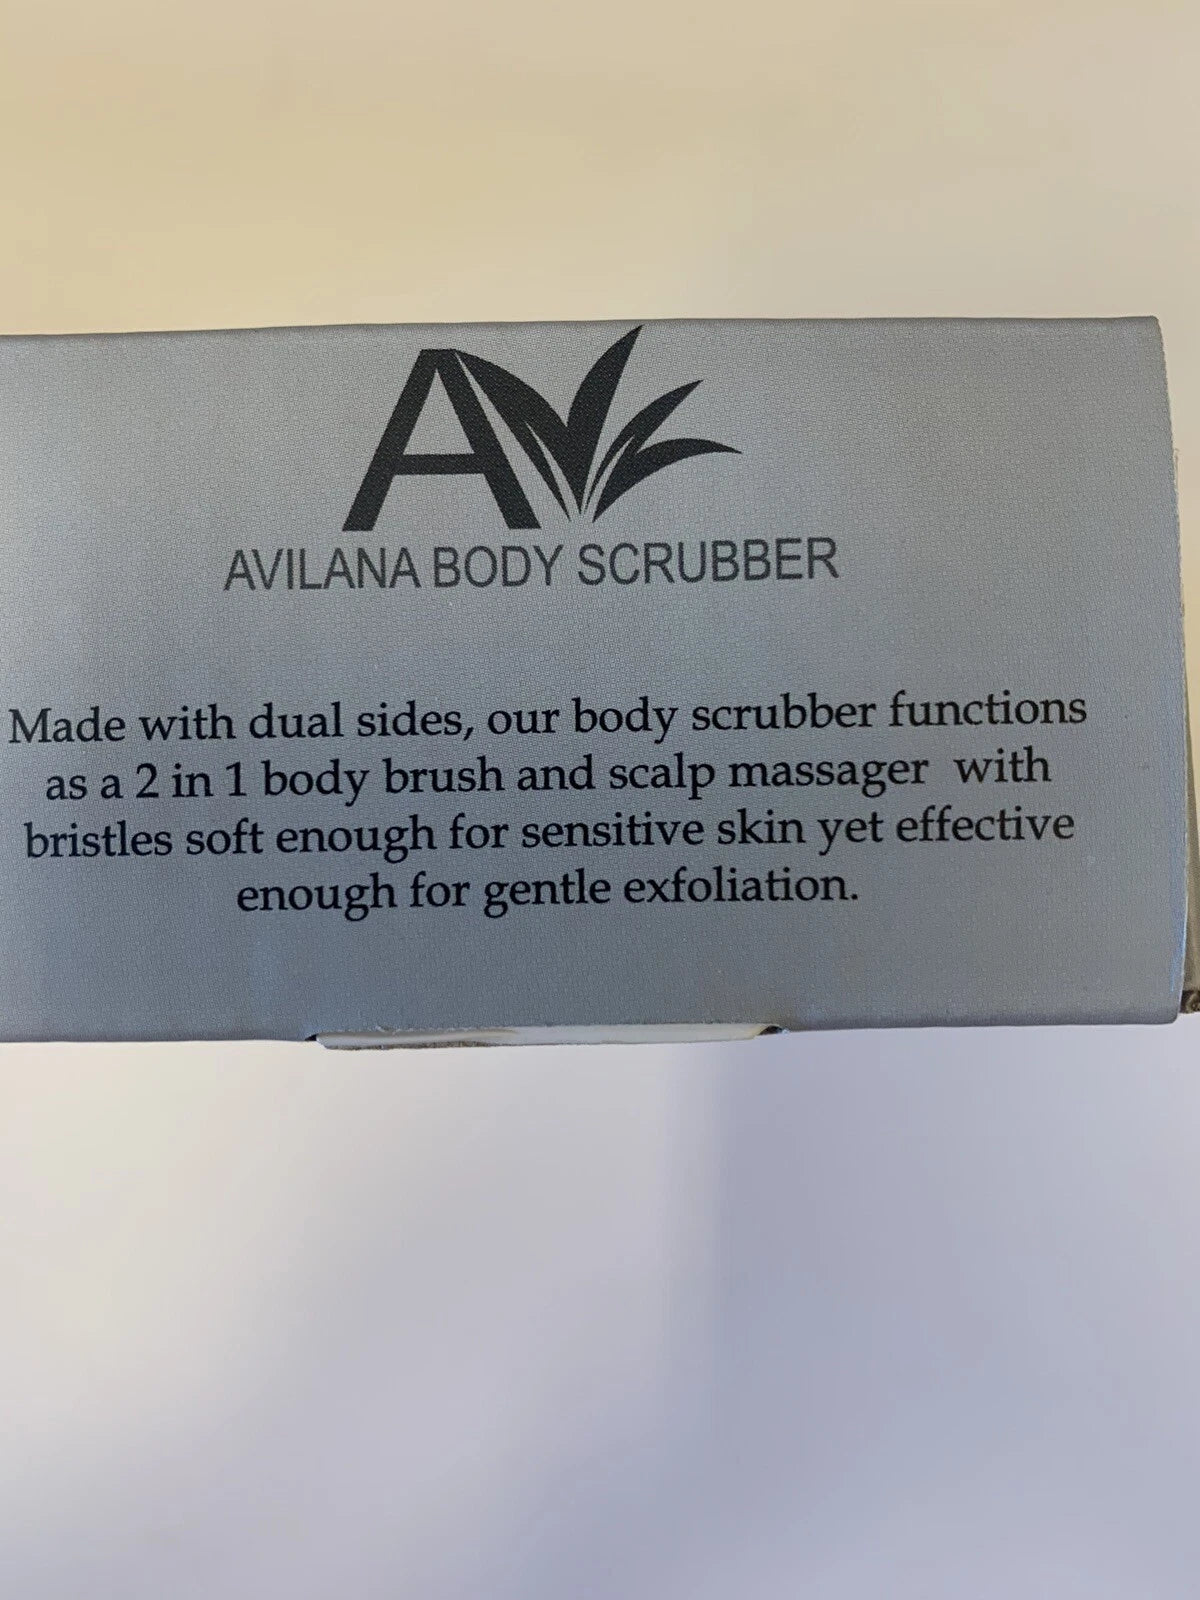 AV
AVILANA BODY SCRUBBER
Made with dual sides, our body scrubber functions
as a 2 in 1 body brush and scalp massager with
bristles soft enough for sensitive skin yet effective
enough for gentle exfoliation.